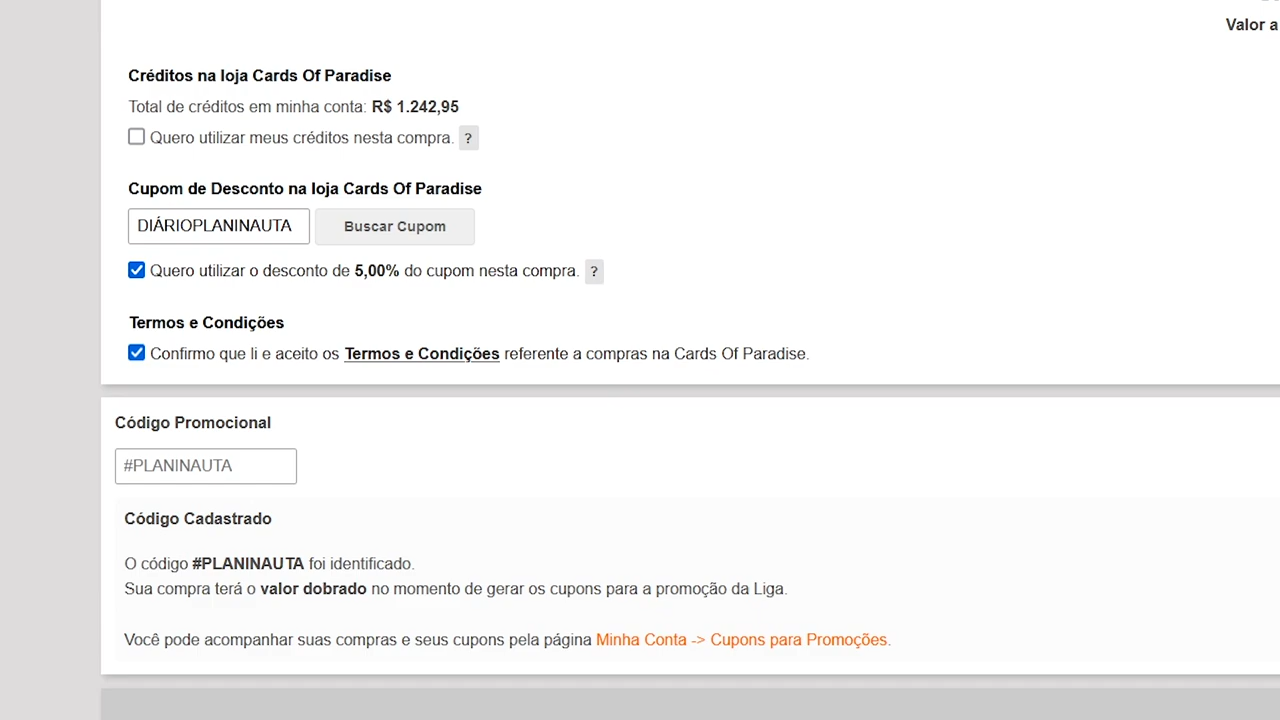 Valor a
Créditos na loja Cards Of Paradise
Total de créditos em minha conta: R$ 1.242,95
Quero utilizar meus créditos nesta compra. ?
Cupom de Desconto na loja Cards Of Paradise
DIÁRIOPLANINAUTA Buscar Cupom
Quero utilizar o desconto de 5,00% do cupom nesta compra. ?
Termos e Condições
Confirmo que li e aceito os Termos e Condições referente a compras na Cards Of Paradise.
Código Promocional
#PLANINAUTA
Código Cadastrado
O código #PLANINAUTA foi identificado.
Sua compra terá o valor dobrado no momento de gerar os cupons para a promoção da Liga.
Você pode acompanhar suas compras e seus cupons pela página Minha Conta -> Cupons para Promoções.